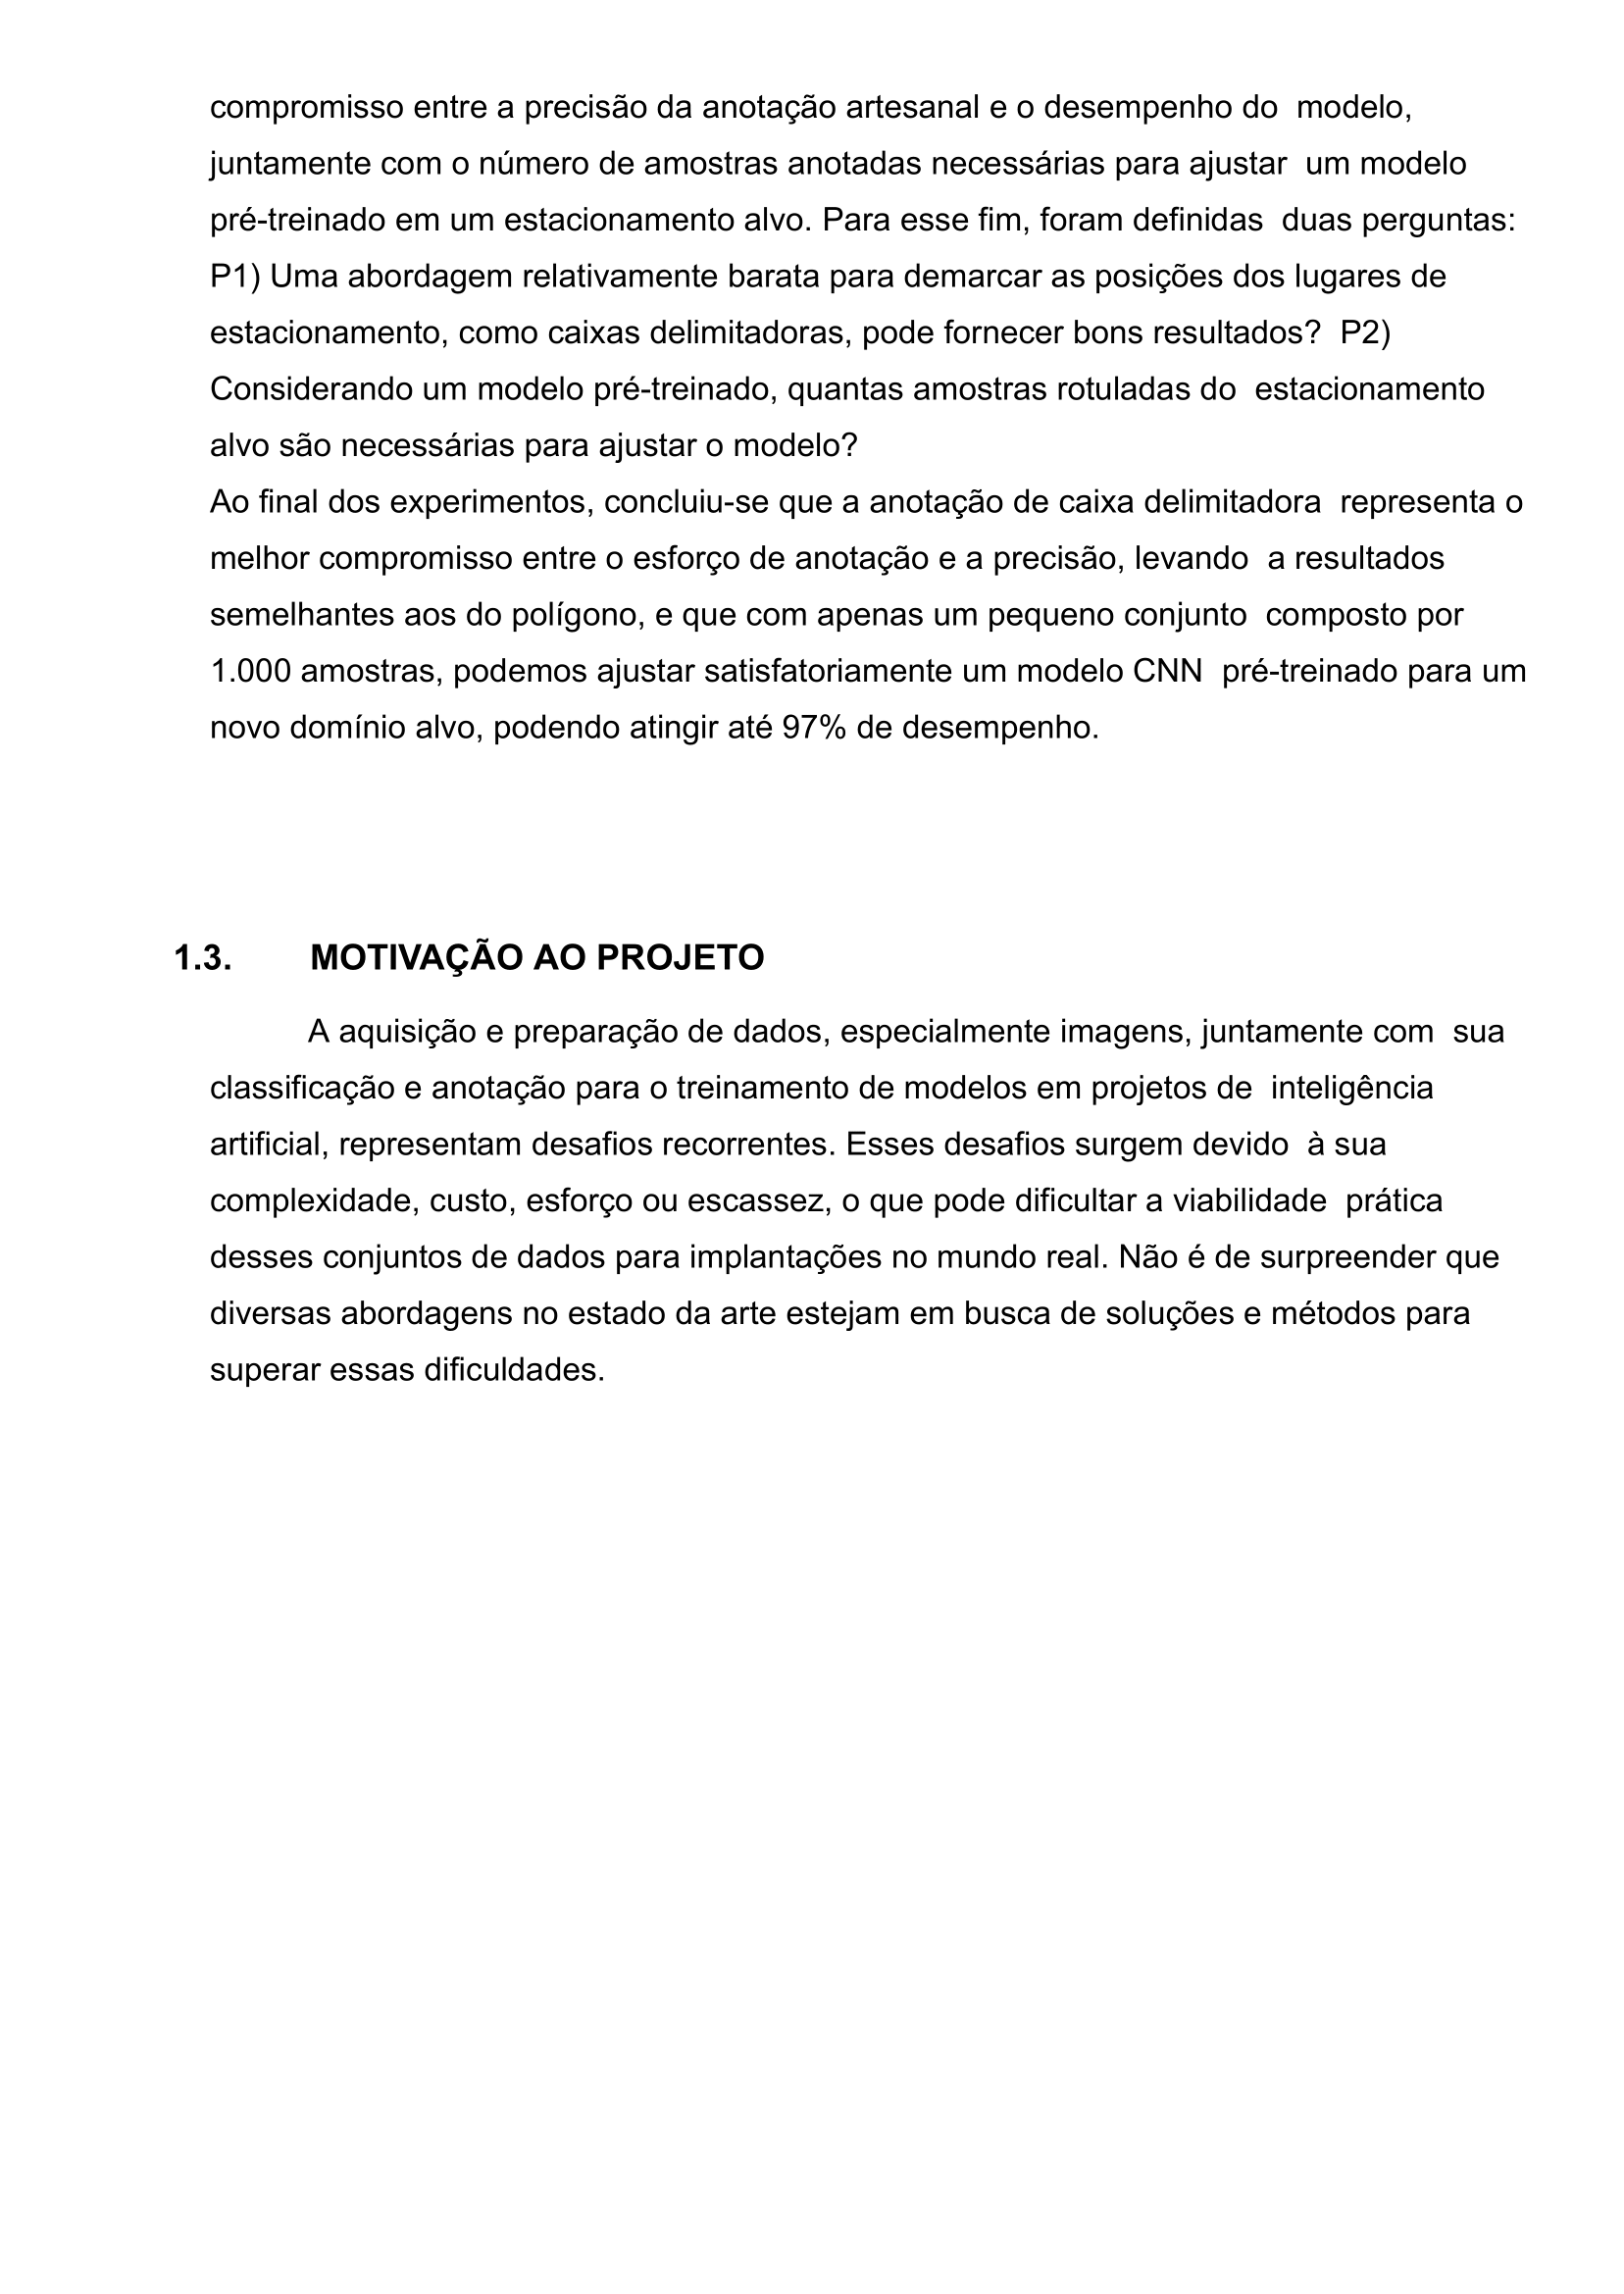 compromisso entre a precisão da anotação artesanal e o desempenho do  modelo,
juntamente com o número de amostras anotadas necessárias para ajustar  um modelo
pré-treinado em um estacionamento alvo. Para esse fim, foram definidas  duas perguntas:
P1) Uma abordagem relativamente barata para demarcar as posições dos lugares de
estacionamento, como caixas delimitadoras, pode fornecer bons resultados?  P2)
Considerando um modelo pré-treinado, quantas amostras rotuladas do  estacionamento
alvo são necessárias para ajustar o modelo?
Ao final dos experimentos, concluiu-se que a anotação de caixa delimitadora  representa o
melhor compromisso entre o esforço de anotação e a precisão, levando  a resultados
semelhantes aos do polígono, e que com apenas um pequeno conjunto  composto por
1.000 amostras, podemos ajustar satisfatoriamente um modelo CNN  pré-treinado para um
novo domínio alvo, podendo atingir até 97% de desempenho.
1.3. MOTIVAÇÃO AO PROJETO
A aquisição e preparação de dados, especialmente imagens, juntamente com  sua
classificação e anotação para o treinamento de modelos em projetos de  inteligência
artificial, representam desafios recorrentes. Esses desafios surgem devido  à sua
complexidade, custo, esforço ou escassez, o que pode dificultar a viabilidade  prática
desses conjuntos de dados para implantações no mundo real. Não é de surpreender que
diversas abordagens no estado da arte estejam em busca de soluções e métodos para
superar essas dificuldades.